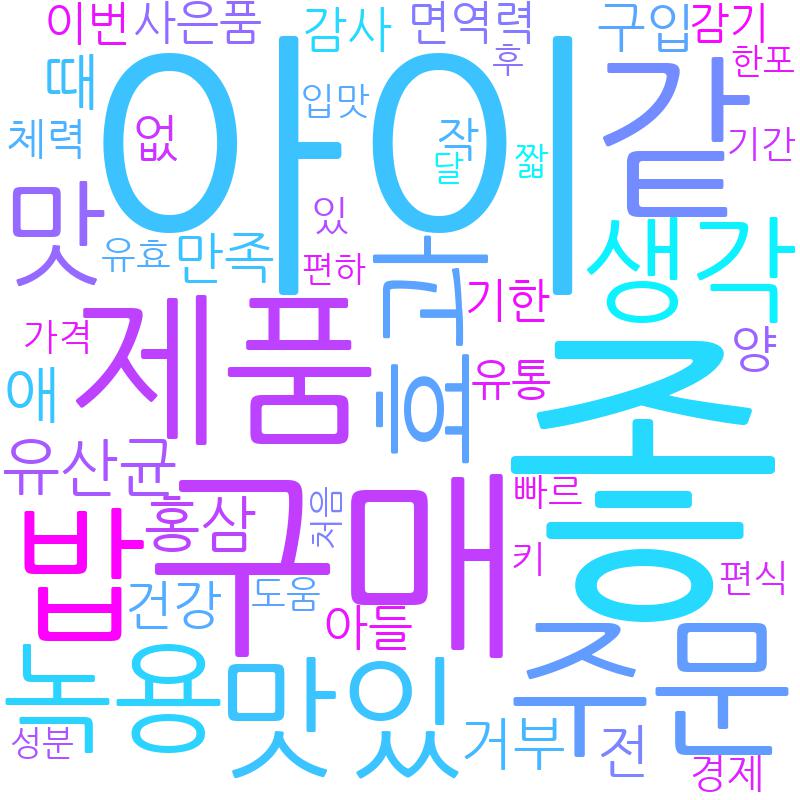 이번 사은품 감사 면역력 구입 감기
때 후 한포
아이 같
체력 없 입맛 작 달 짧 기간
맛 있 생각
유효 만족 편하 고 기한
가격 제품 효 유통 양
애 좋
유산균 홍삼 처음 빠르
밥 구매 키 편식
건강 도움 아들
녹용 맛있 주문
성분 거부 전 경제